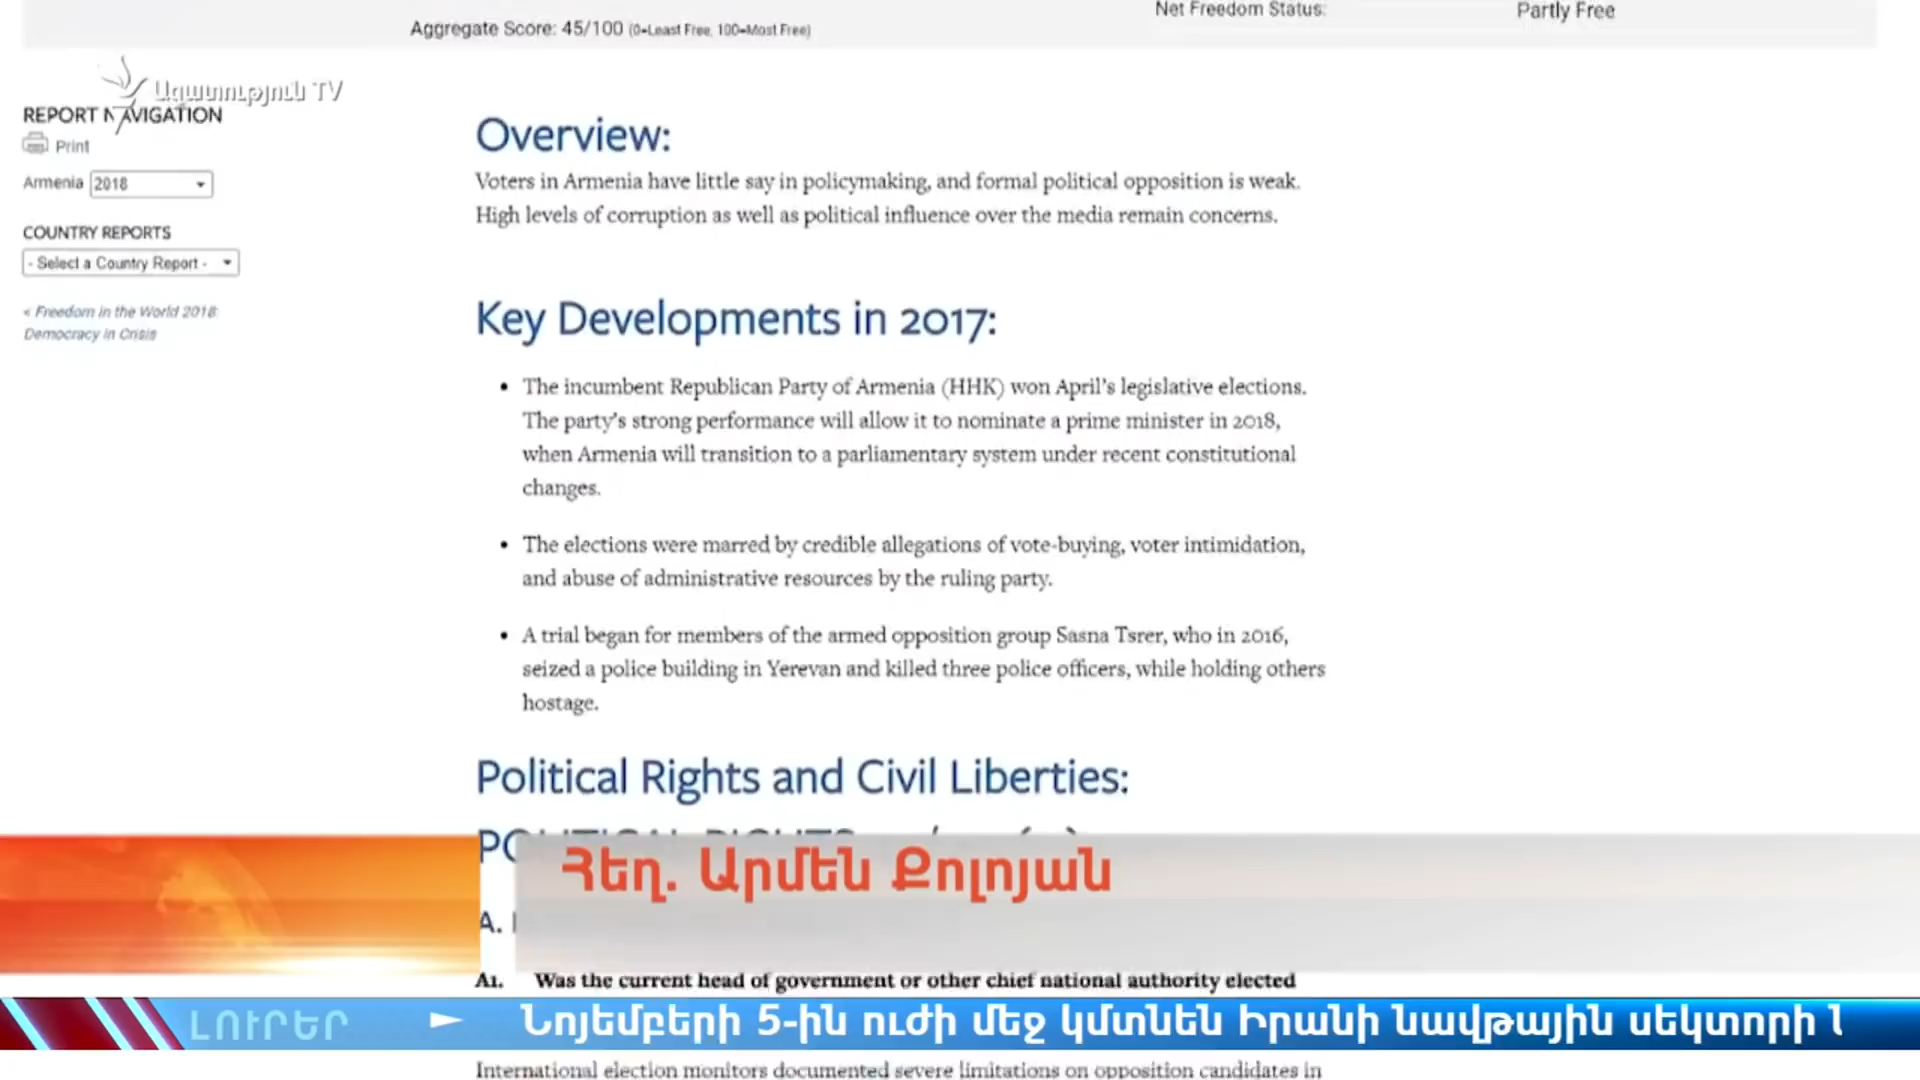 Aggregate Score: 45/100 (0=Least Free, 100=Most Free)
Net Freedom Status: Partly Free
Ազատություն TV
REPORT NAVIGATION
Print
Armenia 2018
COUNTRY REPORTS
- Select a Country Report -
< Freedom in the World 2018:
Democracy in Crisis
Overview:
Voters in Armenia have little say in policymaking, and formal political opposition is weak.
High levels of corruption as well as political influence over the media remain concerns.
Key Developments in 2017:
• The incumbent Republican Party of Armenia (HHK) won April's legislative elections.
The party's strong performance will allow it to nominate a prime minister in 2018,
when Armenia will transition to a parliamentary system under recent constitutional
changes.
• The elections were marred by credible allegations of vote-buying, voter intimidation,
and abuse of administrative resources by the ruling party.
• A trial began for members of the armed opposition group Sasna Tsrer, who in 2016,
seized a police building in Yerevan and killed three police officers, while holding others
hostage.
Political Rights and Civil Liberties:
POLITICAL RIGHTS
Հեղ. Արմեն Քոլոյան
A.
A1. Was the current head of government or other chief national authority elected
ԼՈՒՐԵՐ
Նոյեմբերի 5-ին ուժի մեջ կմտնեն Իրանի նավթային սեկտորի
International election monitors documented severe limitations on opposition candidates in